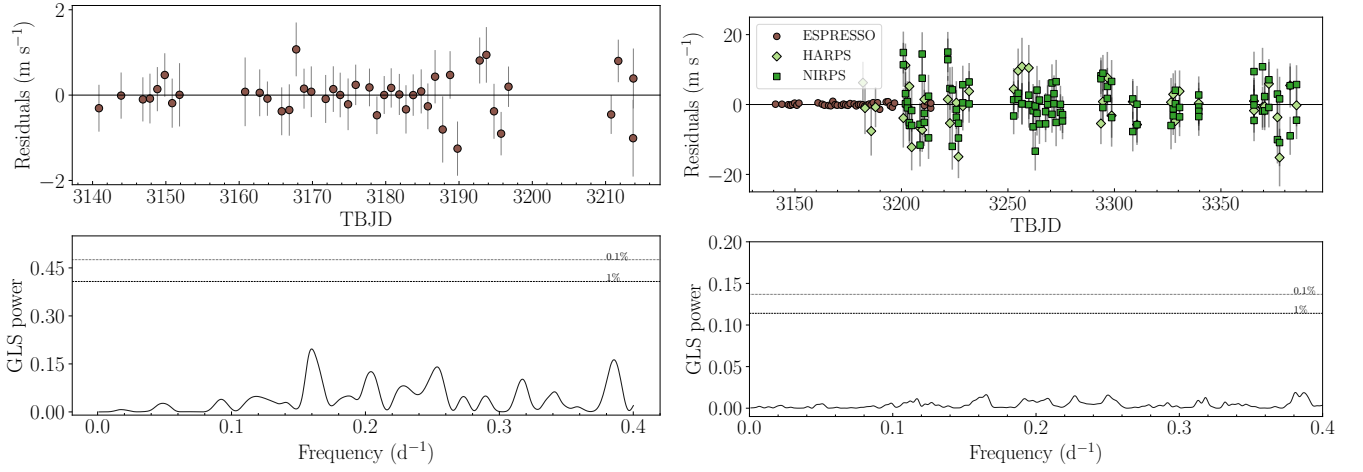 2
0
−2
Residuals (m s⁻¹)
3140 3150 3160 3170 3180 3190 3200 3210
TBJD
20
0
−20
Residuals (m s⁻¹)
ESPRESSO
HARPS
NIRPS
3150 3200 3250 3300 3350
TBJD
0.45
0.30
0.15
0.00
GLS power
0.1%
1%
0.0 0.1 0.2 0.3 0.4
Frequency (d⁻¹)
0.20
0.15
0.10
0.05
0.00
GLS power
0.1%
1%
0.0 0.1 0.2 0.3 0.4
Frequency (d⁻¹)